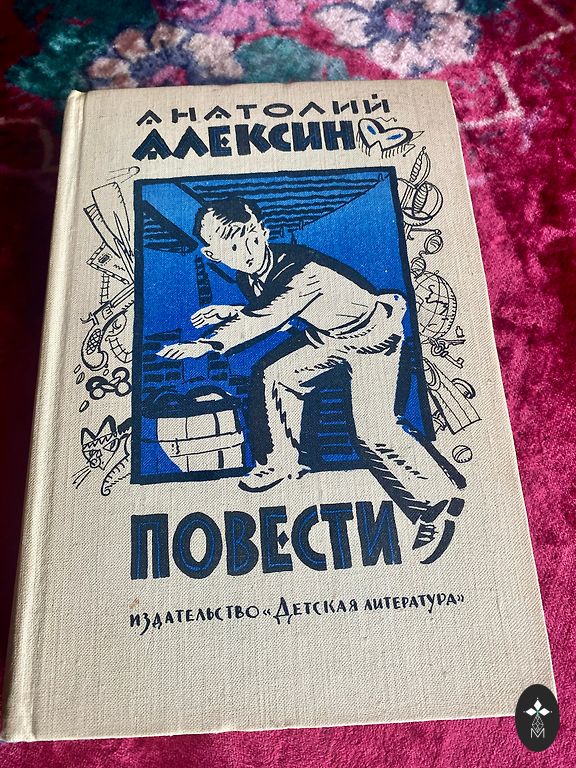 АНАТОЛИЙ
АЛЕКСИН
ПОВЕСТИ
ИЗДАТЕЛЬСТВО «ДЕТСКАЯ ЛИТЕРАТУРА»